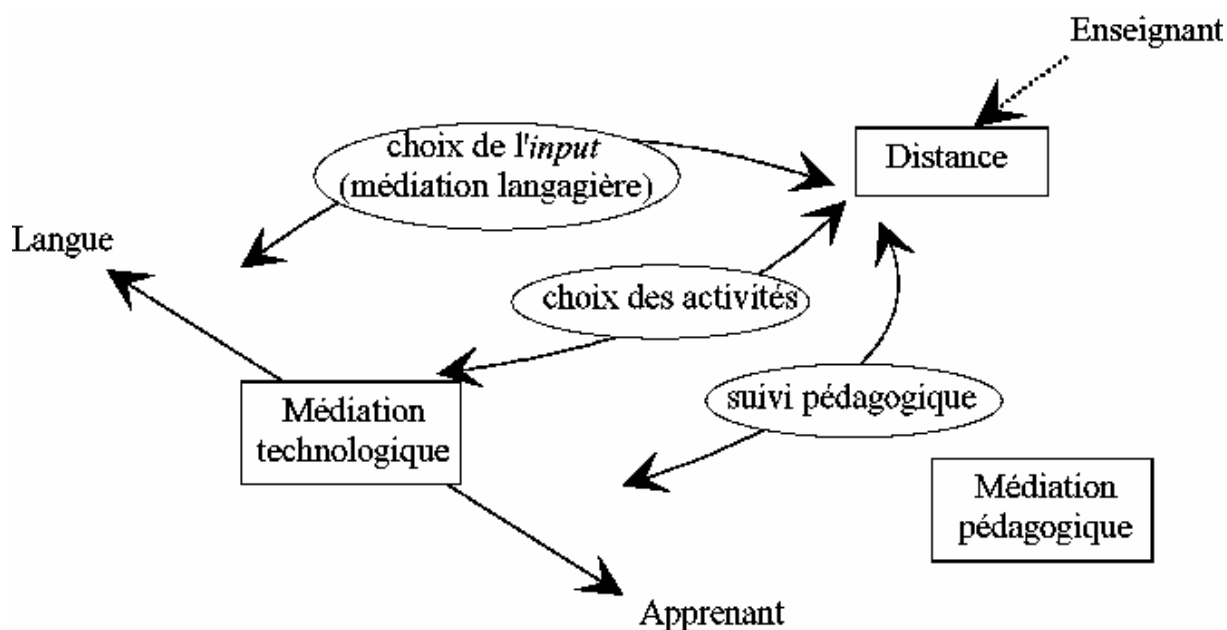 Enseignant
choix de l'input
(médiation langagière)
Distance
Langue
choix des activités
suivi pédagogique
Médiation
technologique
Médiation
pédagogique
Apprenant